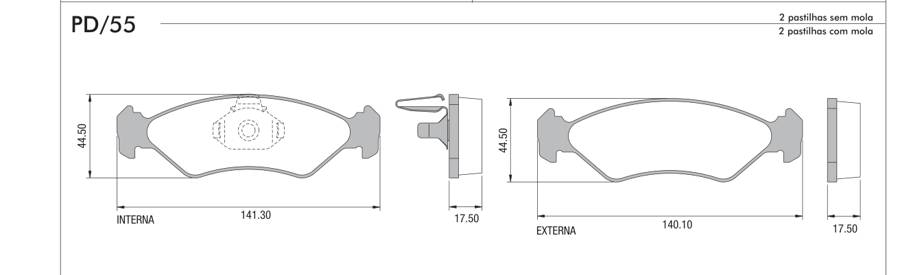 PD/55
2 pastilhas sem mola
2 pastilhas com mola
44.50
INTERNA
141.30
17.50
44.50
EXTERNA
140.10
17.50